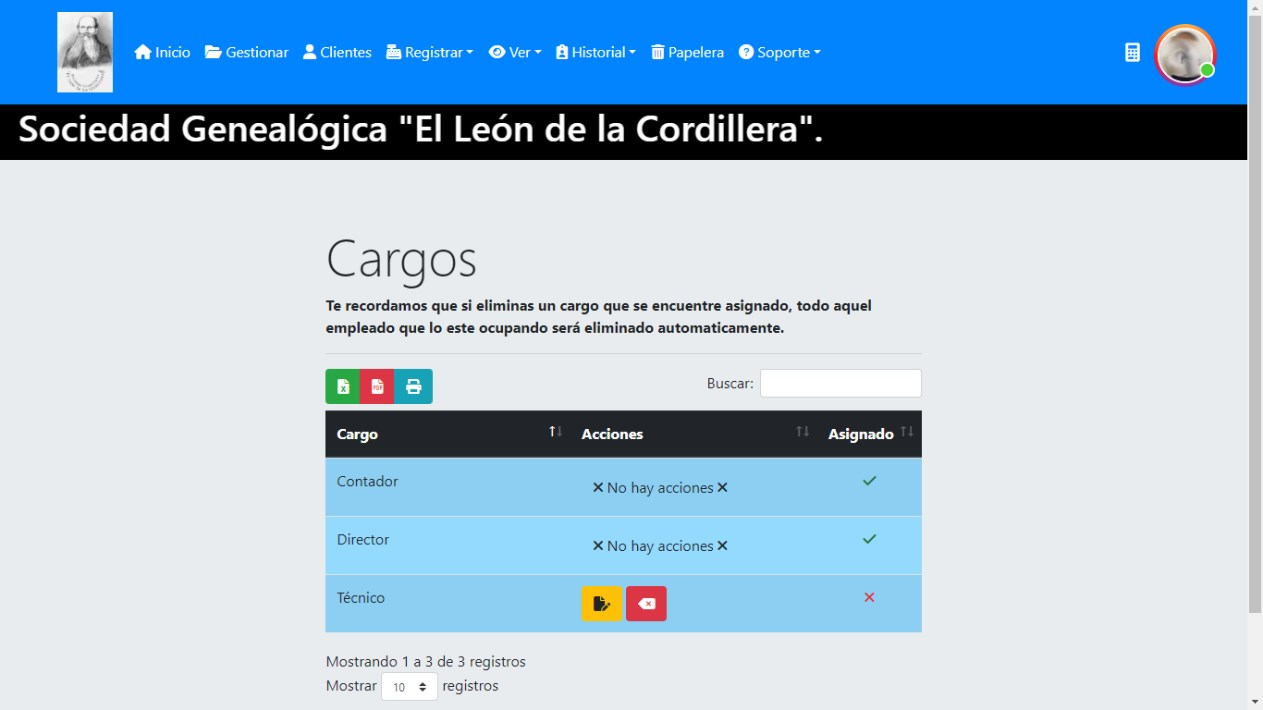 Inicio Gestionar Clientes Registrar Ver Historial Papelera Soporte
Sociedad Genealógica "El León de la Cordillera".
Cargos
Te recordamos que si eliminas un cargo que se encuentre asignado, todo aquel
empleado que lo este ocupando será eliminado automaticamente.
Buscar:
Cargo Acciones Asignado
Contador No hay acciones
Director No hay acciones
Técnico
Mostrando 1 a 3 de 3 registros
Mostrar 10 registros